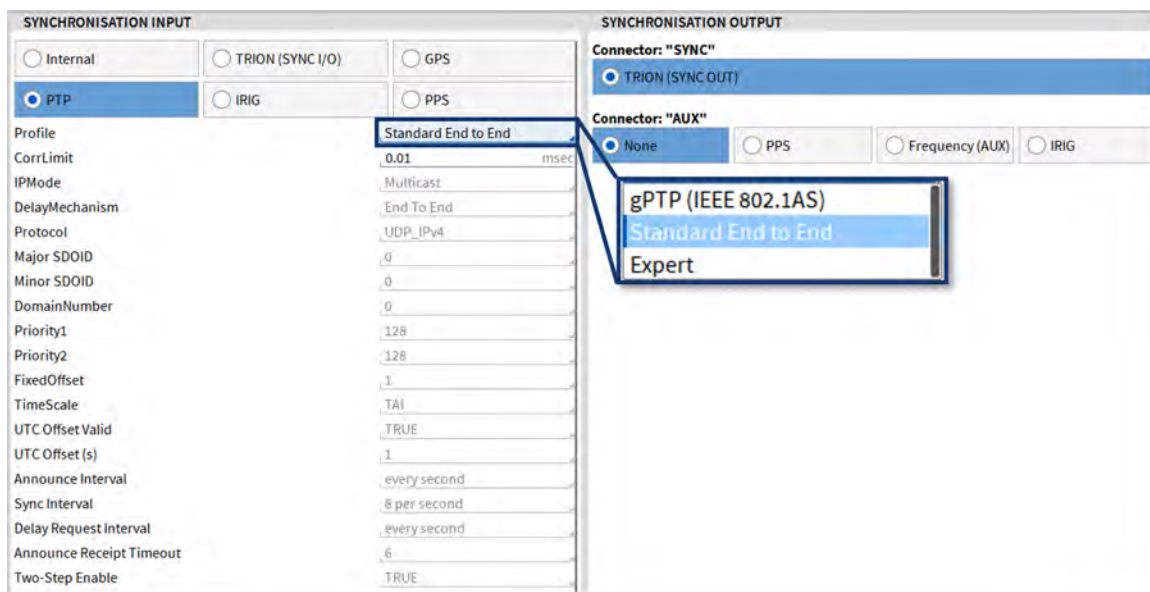 SYNCHRONISATION INPUT
Internal TRION (SYNC I/O) GPS
PTP IRIG PPS
Profile Standard End to End
CorrLimit 0.01 msec
IPMode Multicast
DelayMechanism End To End
Protocol UDP_IPv4
Major SDOID 0
Minor SDOID 0
DomainNumber 0
Priority1 128
Priority2 128
FixedOffset 1
TimeScale TAI
UTC Offset Valid TRUE
UTC Offset (s) 1
Announce Interval every second
Sync Interval 8 per second
Delay Request Interval every second
Announce Receipt Timeout 6
Two-Step Enable TRUE
SYNCHRONISATION OUTPUT
Connector: "SYNC"
TRION (SYNC OUT)
Connector: "AUX"
None PPS Frequency (AUX) IRIG
gPTP (IEEE 802.1AS)
Standard End to End
Expert